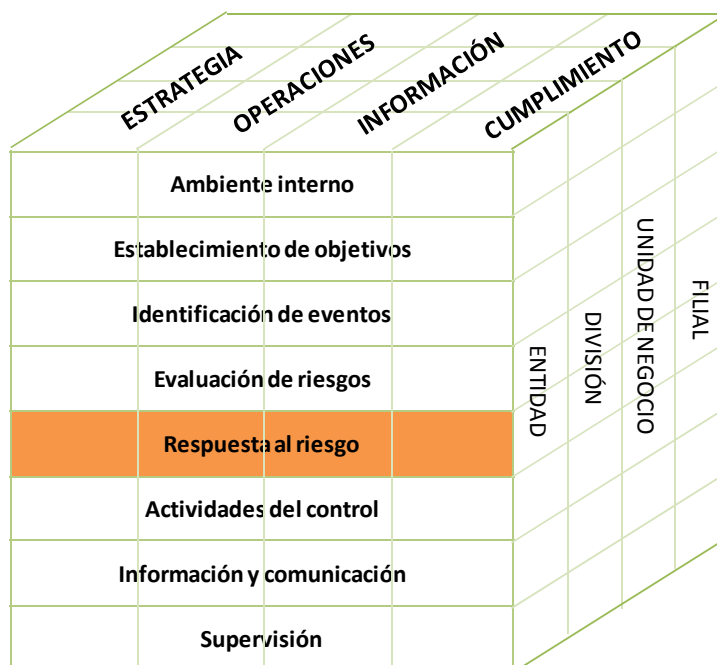 ESTRATEGIA
OPERACIONES
INFORMACIÓN
CUMPLIMIENTO
Ambiente interno
Establecimiento de objetivos
Identificación de eventos
Evaluación de riesgos
Respuesta al riesgo
Actividades del control
Información y comunicación
Supervisión
ENTIDAD
DIVISIÓN
UNIDAD DE NEGOCIO
FILIAL